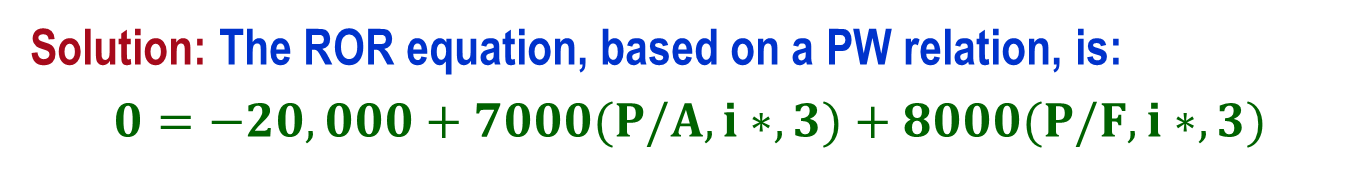 Solution: The ROR equation, based on a PW relation, is:
0 = −20,000 + 7000(P/A, i ∗, 3) + 8000(P/F, i ∗, 3)